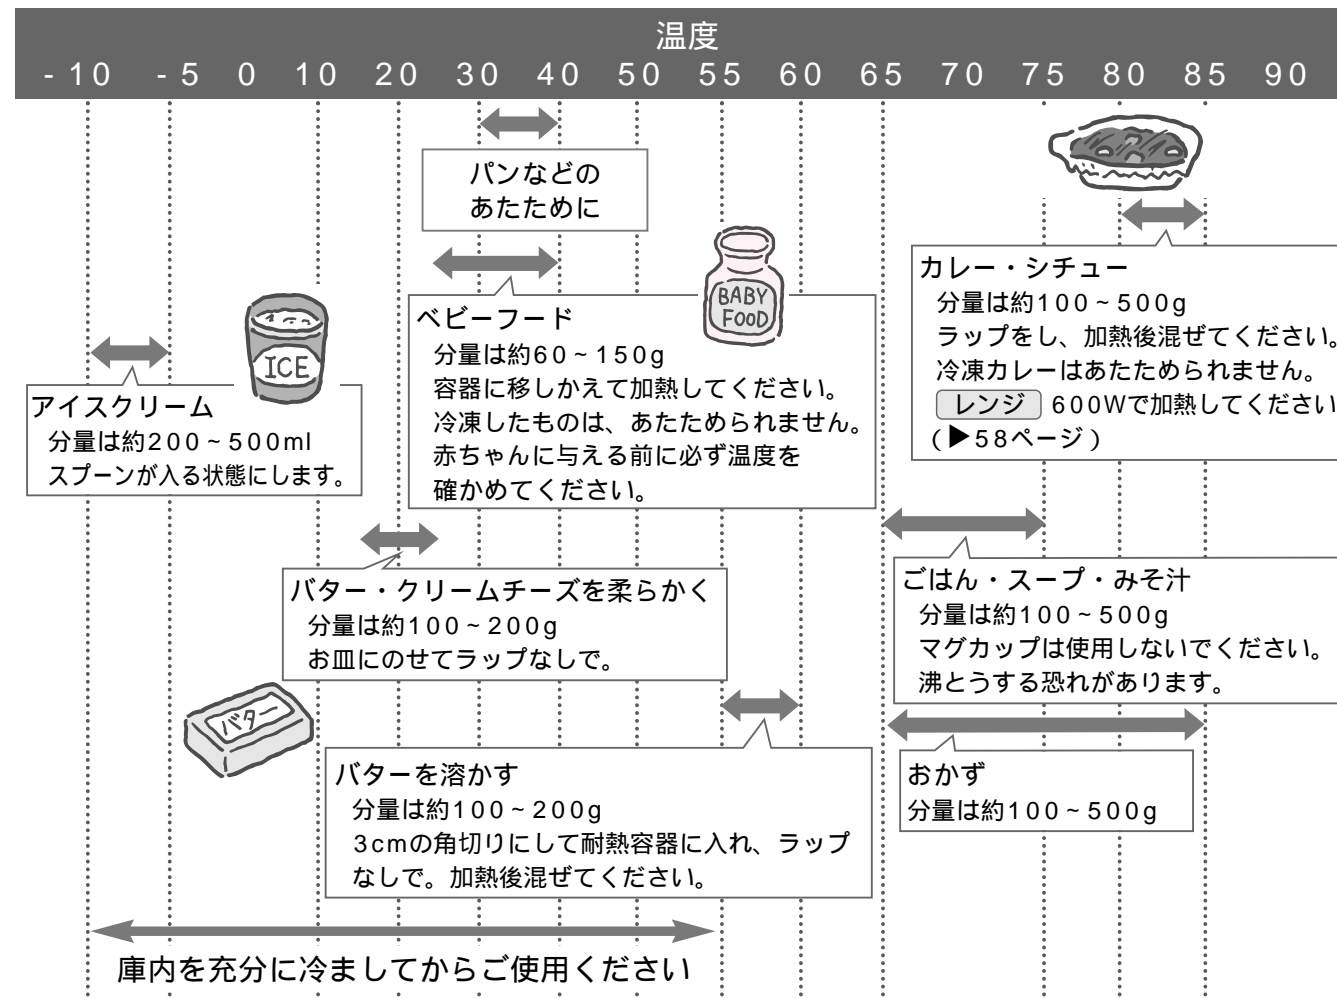 温度
-10 -5 0 10 20 30 40 50 55 60 65 70 75 80 85 90
パンなどの
あたために
カレー・シチュー
分量は約100~500g
ラップをし、加熱後混ぜてください。
冷凍カレーはあたためられません。
レンジ 600Wで加熱してください
(▶58ページ)
BABY
FOOD
ベビーフード
分量は約60~150g
容器に移しかえて加熱してください。
冷凍したものは、あたためられません。
赤ちゃんに与える前に必ず温度を
確かめてください。
ICE
アイスクリーム
分量は約200~500ml
スプーンが入る状態にします。
バター・クリームチーズを柔らかく
分量は約100~200g
お皿にのせてラップなしで。
ごはん・スープ・みそ汁
分量は約100~500g
マグカップは使用しないでください。
沸とうする恐れがあります。
バター
バターを溶かす
分量は約100~200g
3cmの角切りにして耐熱容器に入れ、ラップ
なしで。加熱後混ぜてください。
おかず
分量は約100~500g
庫内を充分に冷ましてからご使用ください